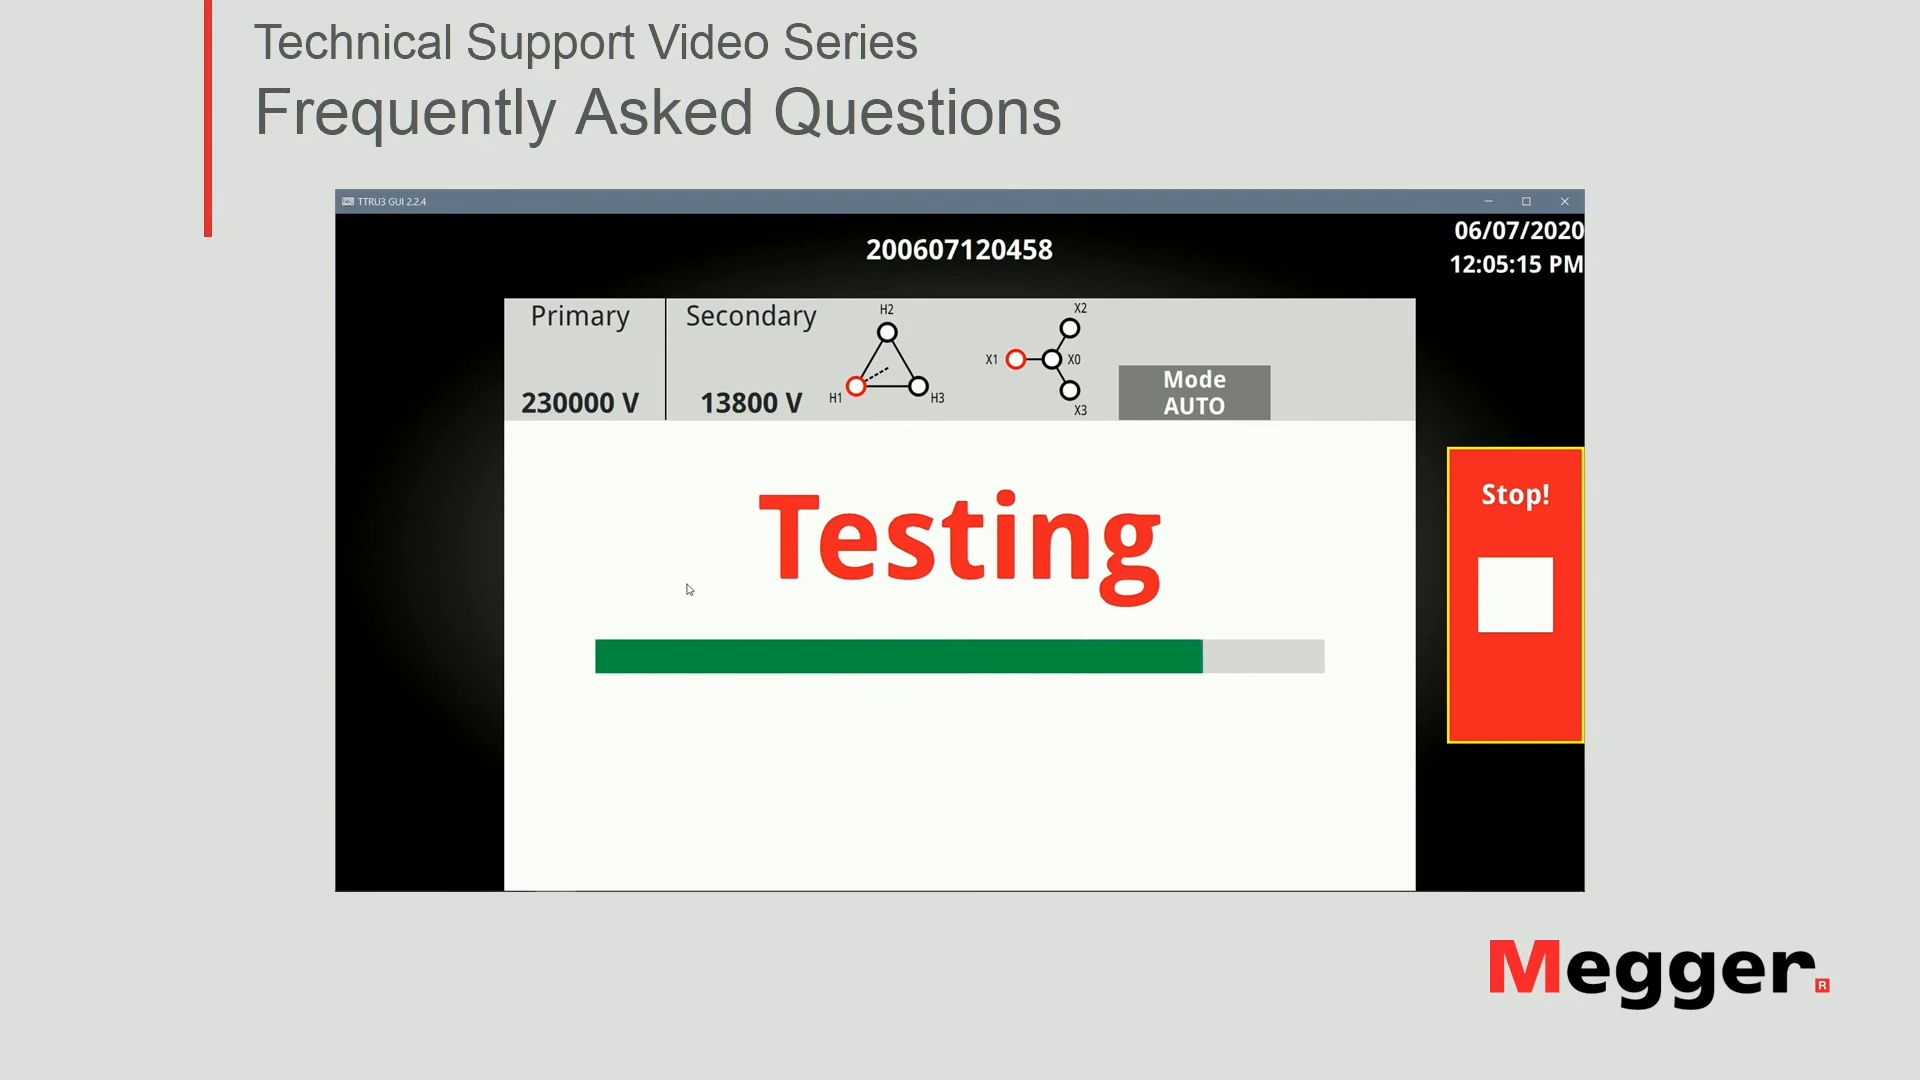 Technical Support Video Series
Frequently Asked Questions
TTRU3 GUI 2.2.4
06/07/2020
200607120458
12:05:15 PM
Primary
Secondary
H2
X2
X1
X0
H1
H3
X3
230000 V
13800 V
Mode
AUTO
Testing
Stop!
Megger
R